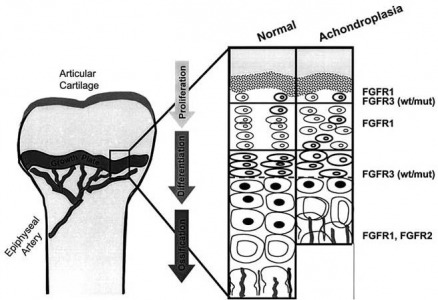 Normal
Achondroplasia
Articular
Cartilage
Growth Plate
Epiphyseal
Artery
Proliferation
Differentiation
Ossification
FGFR1
FGFR3 (wt/mut)
FGFR1
FGFR3 (wt/mut)
FGFR1, FGFR2